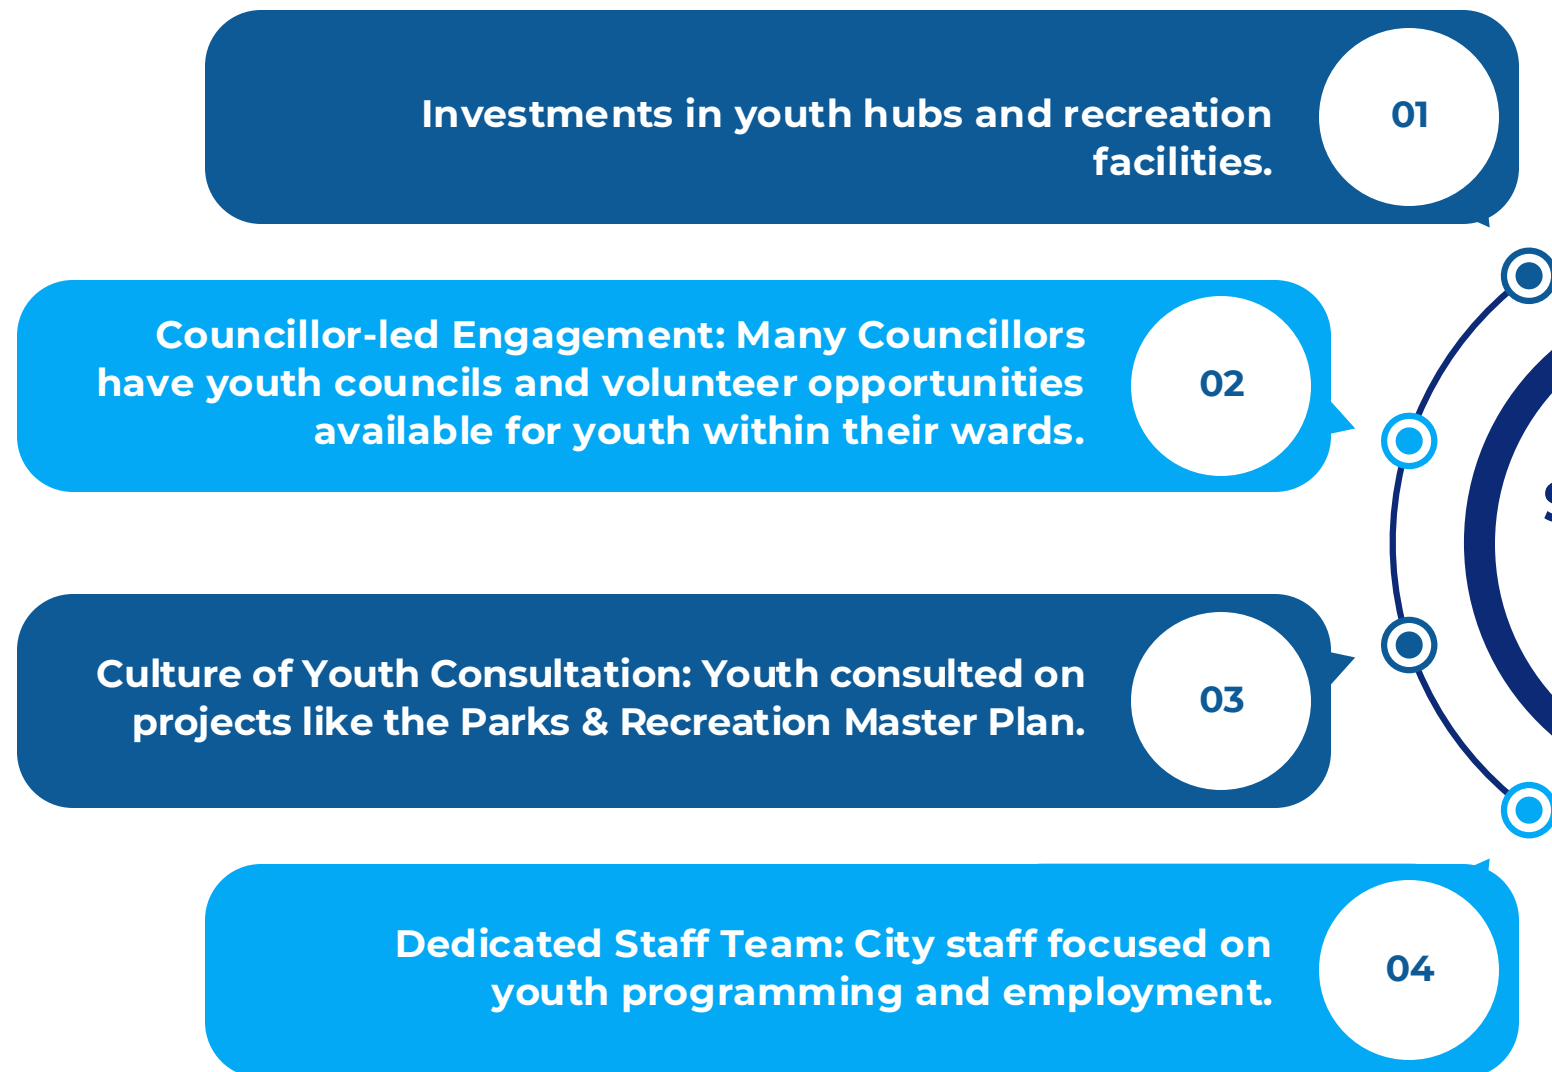 Investments in youth hubs and recreation
facilities.
01
Councillor-led Engagement: Many Councillors
have youth councils and volunteer opportunities
available for youth within their wards.
02
Culture of Youth Consultation: Youth consulted on
projects like the Parks & Recreation Master Plan.
03
Dedicated Staff Team: City staff focused on
youth programming and employment.
04